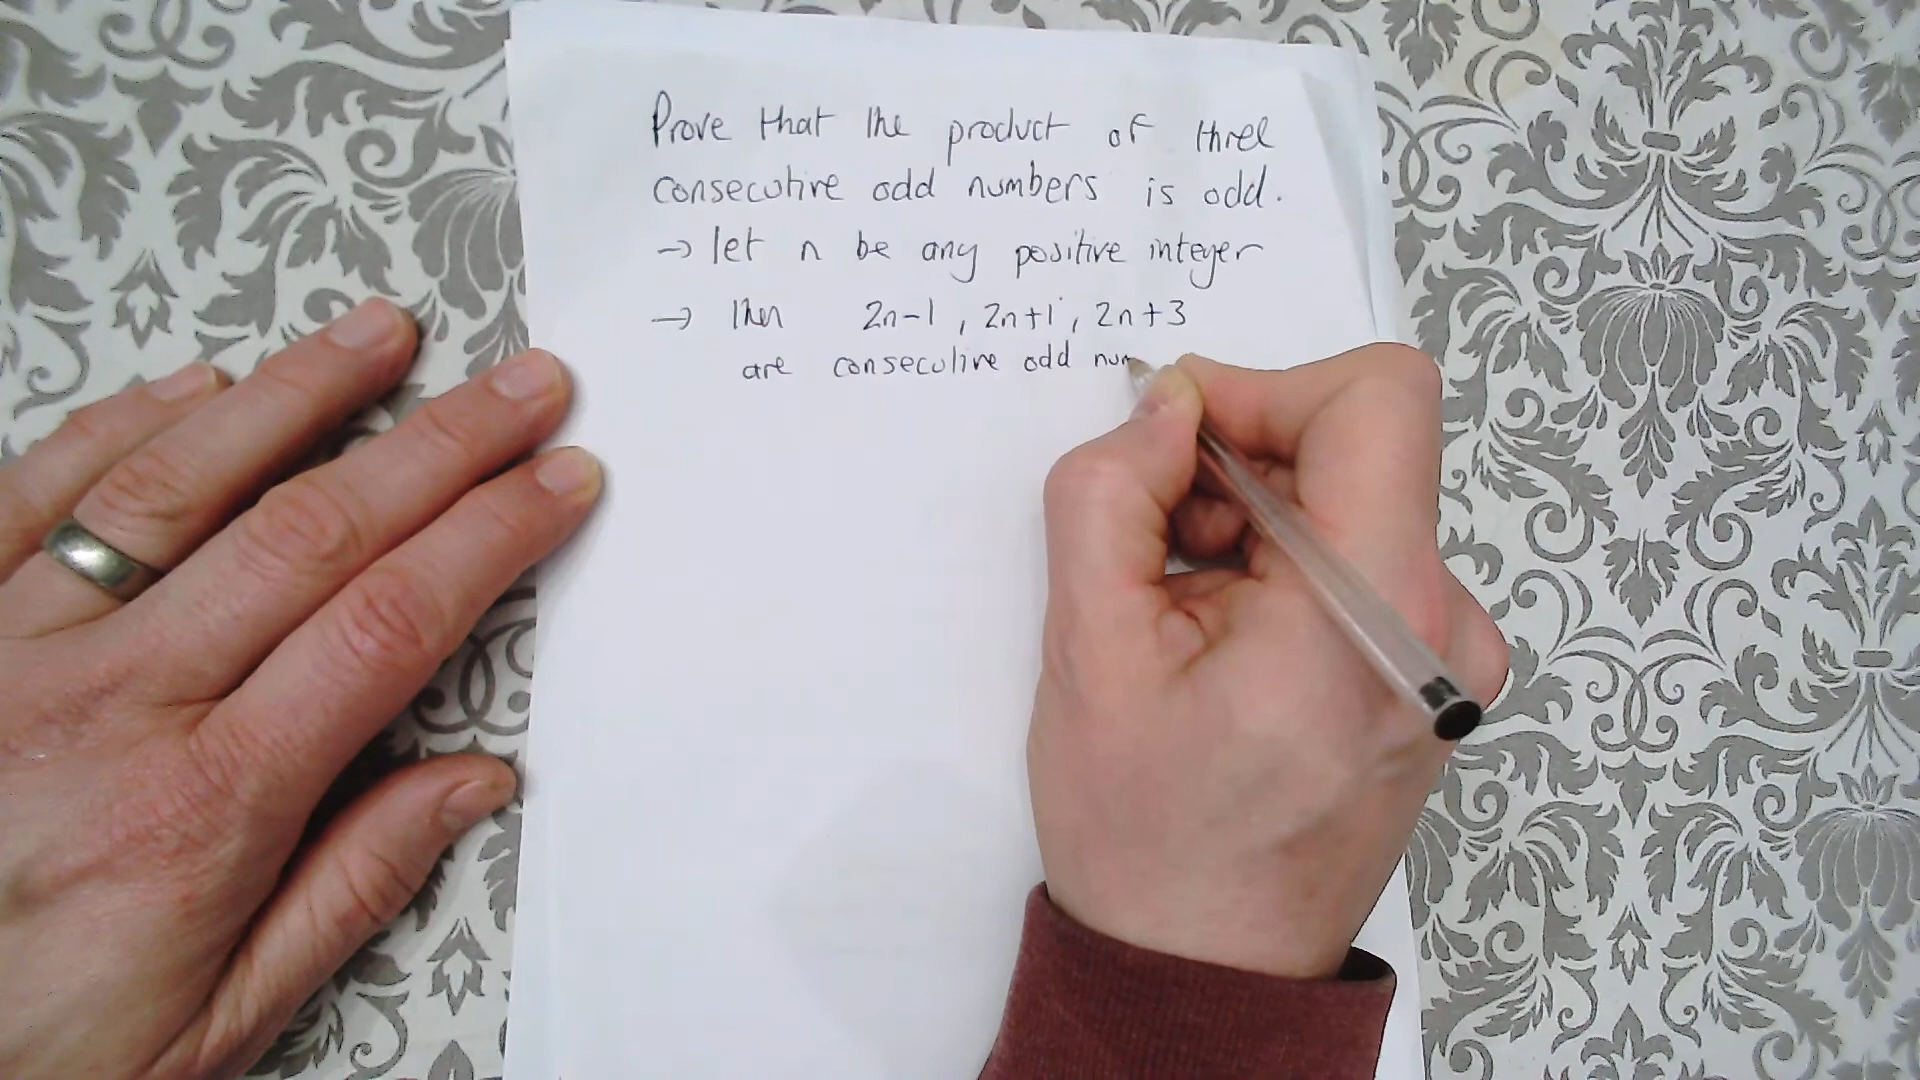 Prove that the product of three
consecutive odd numbers is odd.
→ let n be any positive integer
→ then 2n-1, 2n+1, 2n+3
are consecutive odd num